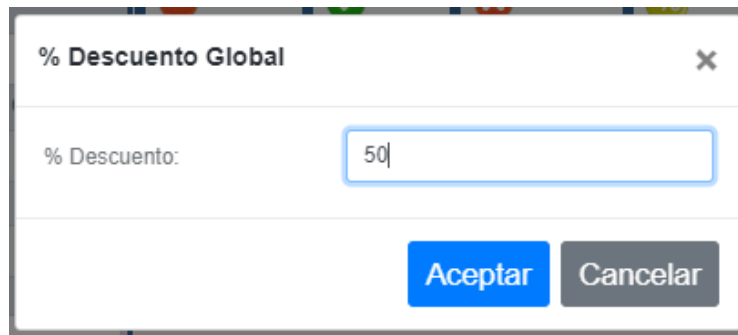 % Descuento Global
×
% Descuento:
50
Aceptar
Cancelar